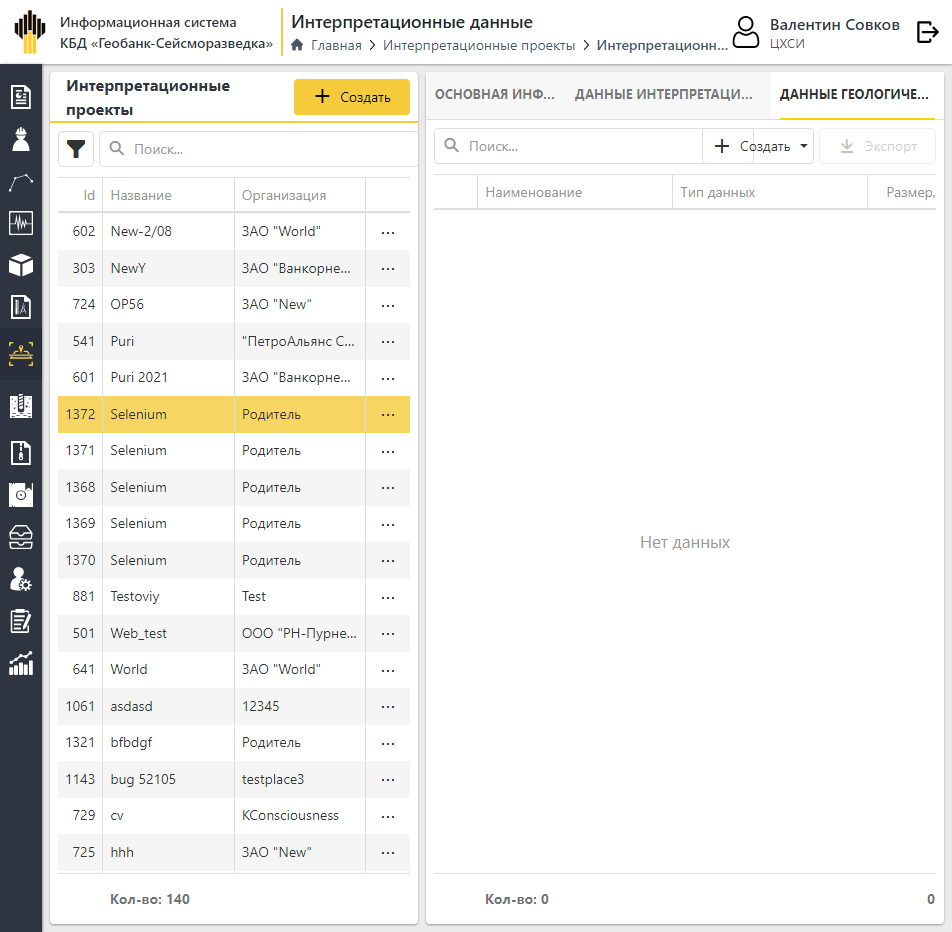 Информационная система
КБД «Геобанк-Сейсморазведка»
Интерпретационные данные
Главная > Интерпретационные проекты > Интерпретационн...
Валентин Совков
ЦХСИ
Интерпретационные
проекты
Создать
Поиск...
Id Название Организация
602 New-2/08 ЗАО "World" ...
303 NewY ЗАО "Ванкорне... ...
724 OP56 ЗАО "New" ...
541 Puri "ПетроАльянс С... ...
601 Puri 2021 ЗАО "Ванкорне... ...
1372 Selenium Родитель ...
1371 Selenium Родитель ...
1368 Selenium Родитель ...
1369 Selenium Родитель ...
1370 Selenium Родитель ...
881 Testoviy Test ...
501 Web_test ООО "РН-Пурне... ...
641 World ЗАО "World" ...
1061 asdasd 12345 ...
1321 bfbdgf Родитель ...
1143 bug 52105 testplace3 ...
729 cv KConsciousness ...
725 hhh ЗАО "New" ...
Кол-во: 140
ОСНОВНАЯ ИНФ... ДАННЫЕ ИНТЕРПРЕТАЦИ... ДАННЫЕ ГЕОЛОГИЧЕ...
Поиск... Создать Экспорт
Наименование Тип данных Размер,
Нет данных
Кол-во: 0 0